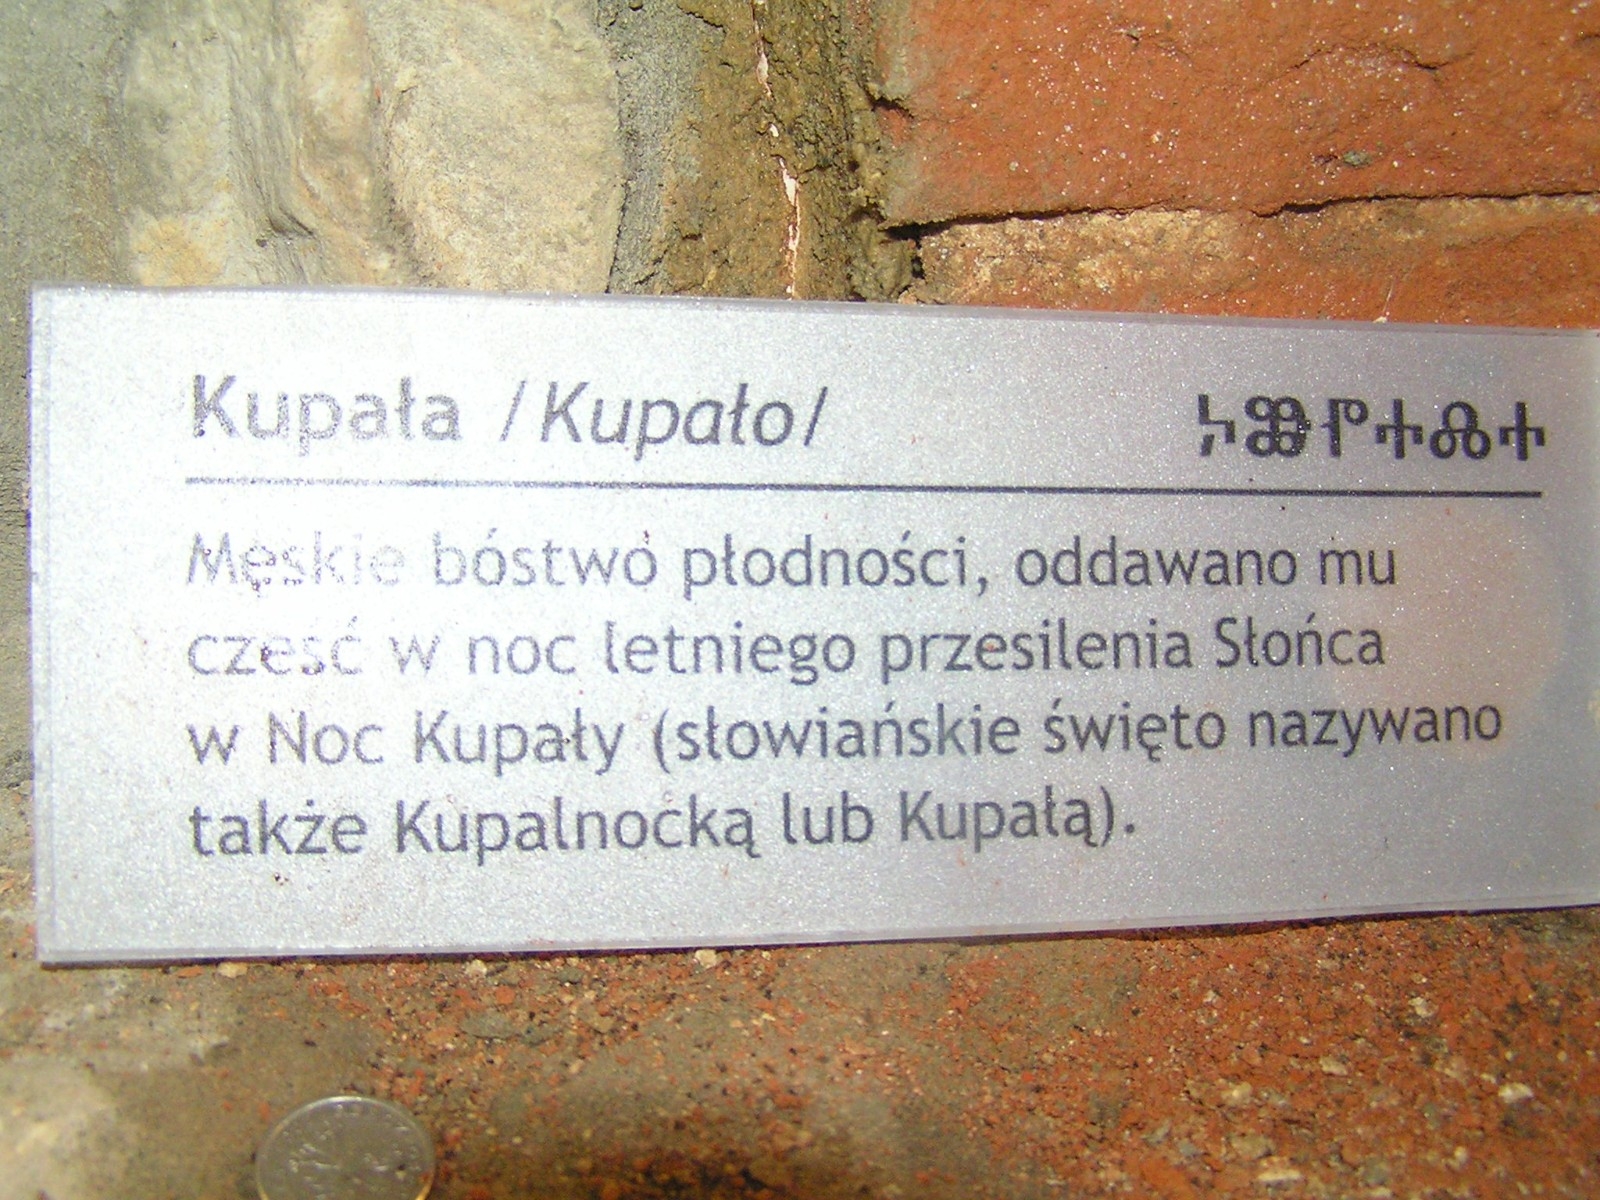 Kupała /Kupało/ ⰽⱆⱂⰰⰾⰰ
Męskie bóstwo płodności, oddawano mu
cześć w noc letniego przesilenia Słońca
w Noc Kupały (słowiańskie święto nazywano
także Kupalnocką lub Kupałą).